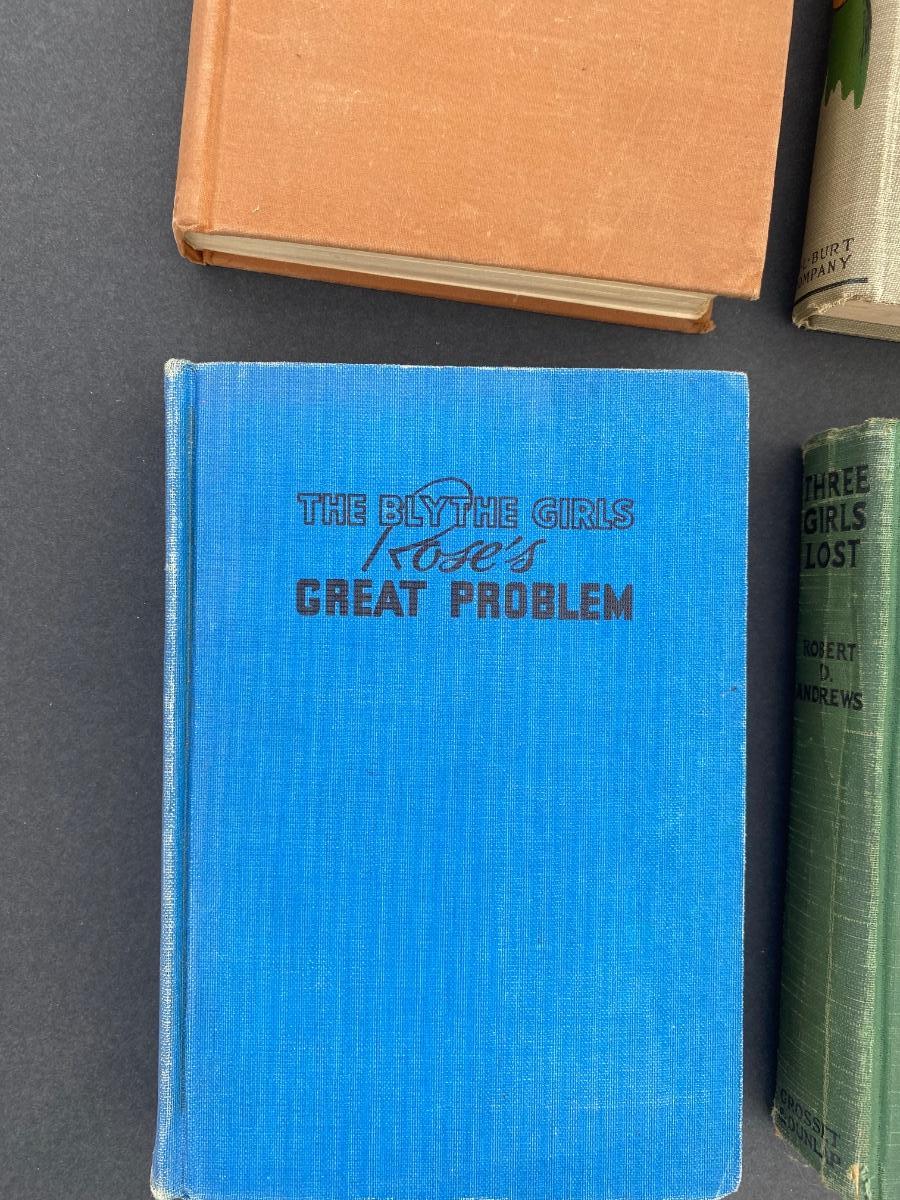 BURT
COMPANY
THE BLYTHE GIRLS
Rose's
GREAT PROBLEM
THREE
GIRLS
LOST
ROBERT
D.
ANDREWS
GROSSET
& DUNLAP